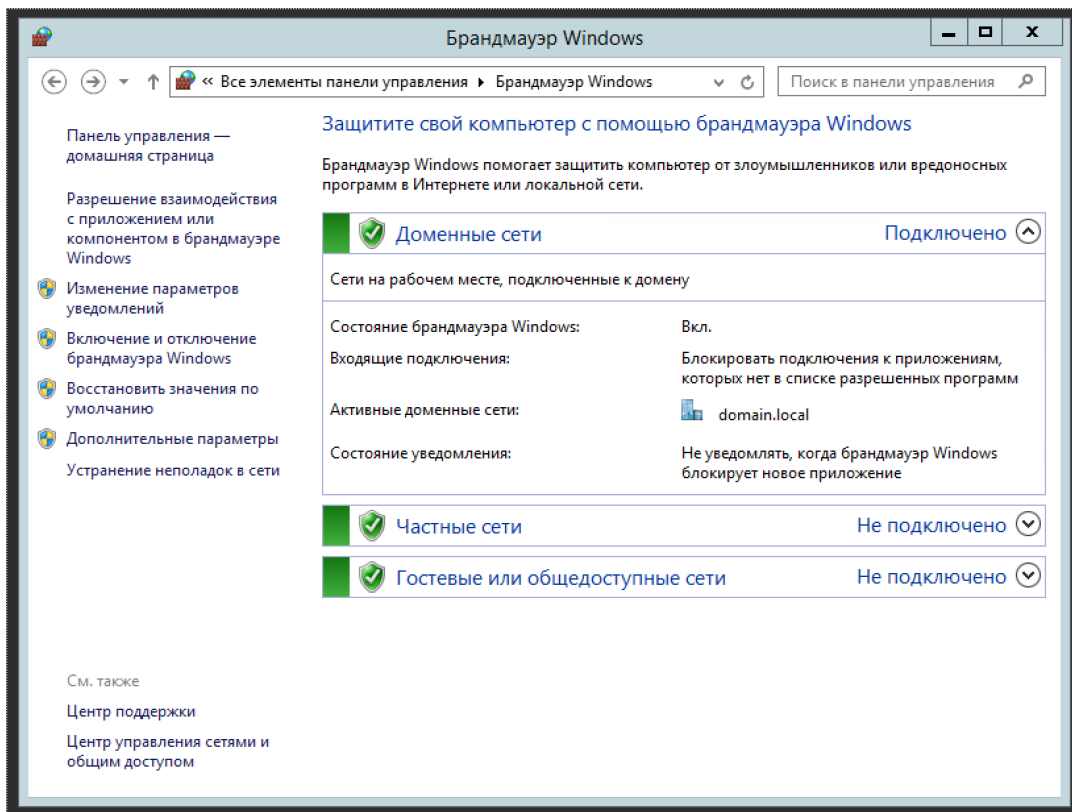 Брандмауэр Windows
« Все элементы панели управления Брандмауэр Windows
Поиск в панели управления
Панель управления —
домашняя страница
Разрешение взаимодействия
с приложением или
компонентом в брандмауэре
Windows
Изменение параметров
уведомлений
Включение и отключение
брандмауэра Windows
Восстановить значения по
умолчанию
Дополнительные параметры
Устранение неполадок в сети
См. также
Центр поддержки
Центр управления сетями и
общим доступом
Защитите свой компьютер с помощью брандмауэра Windows
Брандмауэр Windows помогает защитить компьютер от злоумышленников или вредоносных
программ в Интернете или локальной сети.
Доменные сети Подключено
Сети на рабочем месте, подключенные к домену
Состояние брандмауэра Windows: Вкл.
Входящие подключения: Блокировать подключения к приложениям,
которых нет в списке разрешенных программ
Активные доменные сети: domain.local
Состояние уведомления: Не уведомлять, когда брандмауэр Windows
блокирует новое приложение
Частные сети Не подключено
Гостевые или общедоступные сети Не подключено